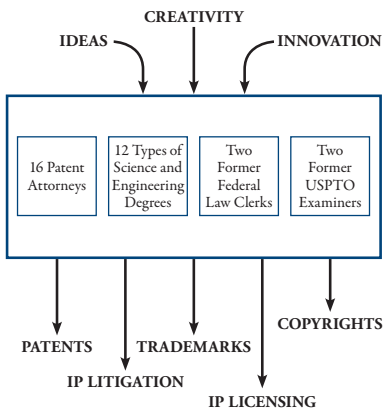 CREATIVITY
IDEAS
INNOVATION
16 Patent
Attorneys
12 Types of
Science and
Engineering
Degrees
Two
Former
Federal
Law Clerks
Two
Former
USPTO
Examiners
COPYRIGHTS
PATENTS
TRADEMARKS
IP LITIGATION
IP LICENSING